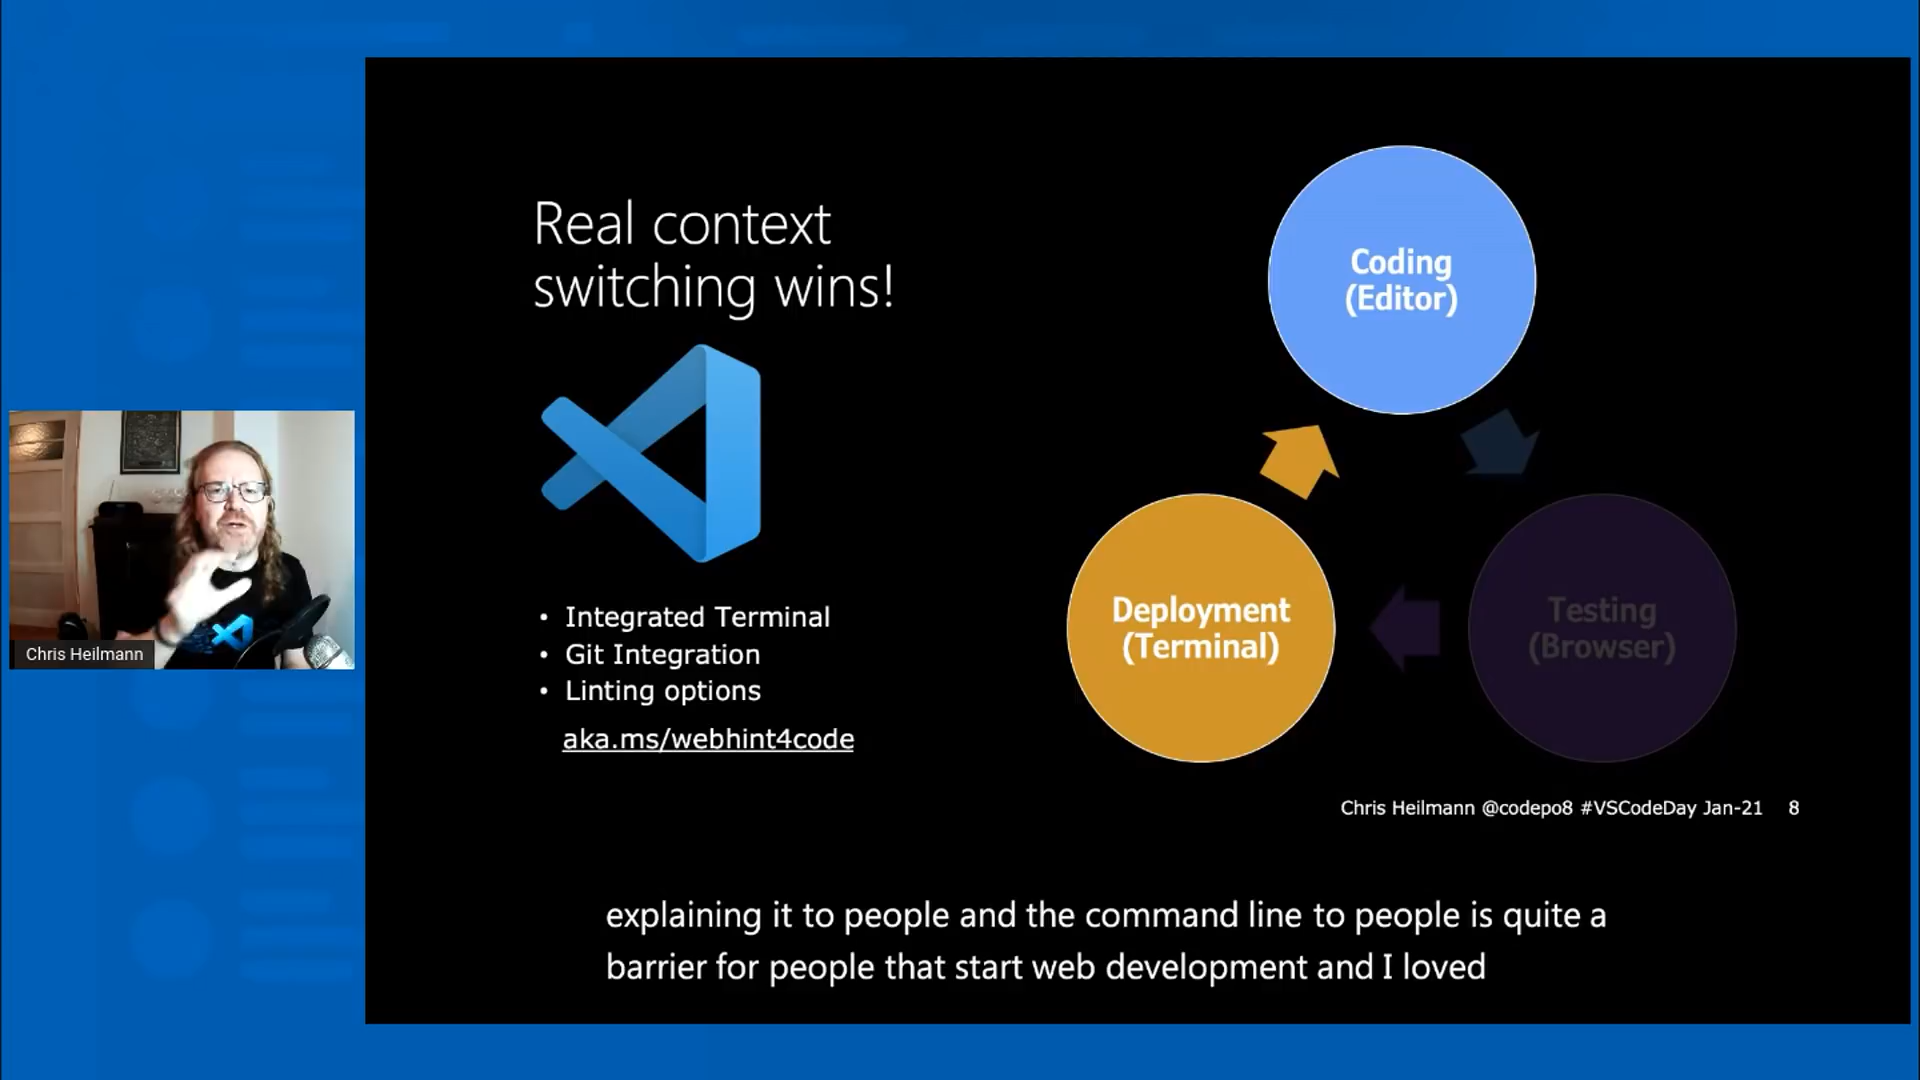 Real context
switching wins!
• Integrated Terminal
• Git Integration
• Linting options
aka.ms/webhint4code
Coding
(Editor)
Deployment
(Terminal)
Testing
(Browser)
Chris Heilmann @codepo8 #VSCodeDay Jan-21 8
Chris Heilmann
explaining it to people and the command line to people is quite a
barrier for people that start web development and I loved